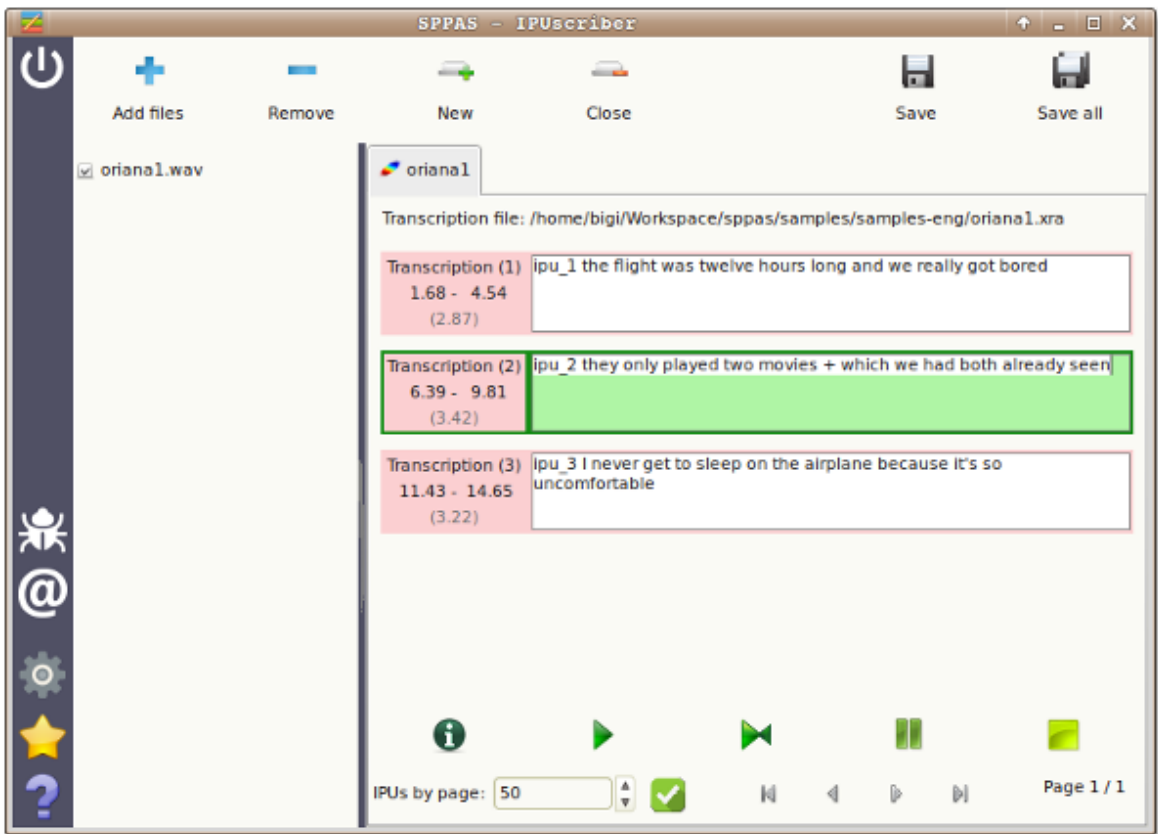 SPPAS - IPUscriber
Add files
Remove
New
Close
Save
Save all
oriana1.wav
oriana1
Transcription file: /home/bigi/Workspace/sppas/samples/samples-eng/oriana1.xra
Transcription (1)
1.68 - 4.54
(2.87)
ipu_1 the flight was twelve hours long and we really got bored
Transcription (2)
6.39 - 9.81
(3.42)
ipu_2 they only played two movies + which we had both already seen
Transcription (3)
11.43 - 14.65
(3.22)
ipu_3 I never get to sleep on the airplane because it's so
uncomfortable
IPUs by page: 50
Page 1 / 1